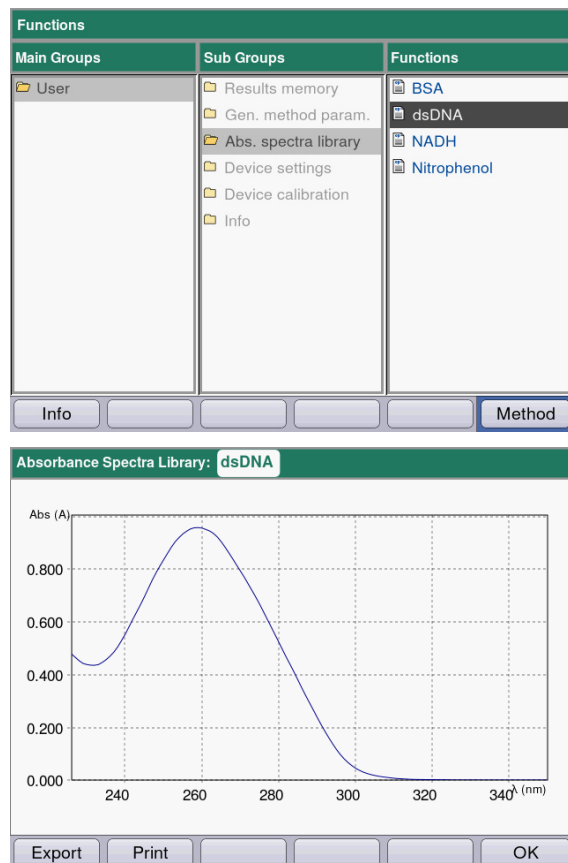 Functions
Main Groups Sub Groups Functions
User Results memory BSA
Gen. method param. dsDNA
Abs. spectra library NADH
Device settings Nitrophenol
Device calibration
Info
Info Method
Absorbance Spectra Library: dsDNA
Abs (A)
0.800
0.600
0.400
0.200
0.000
240 260 280 300 320 340 λ (nm)
Export Print OK